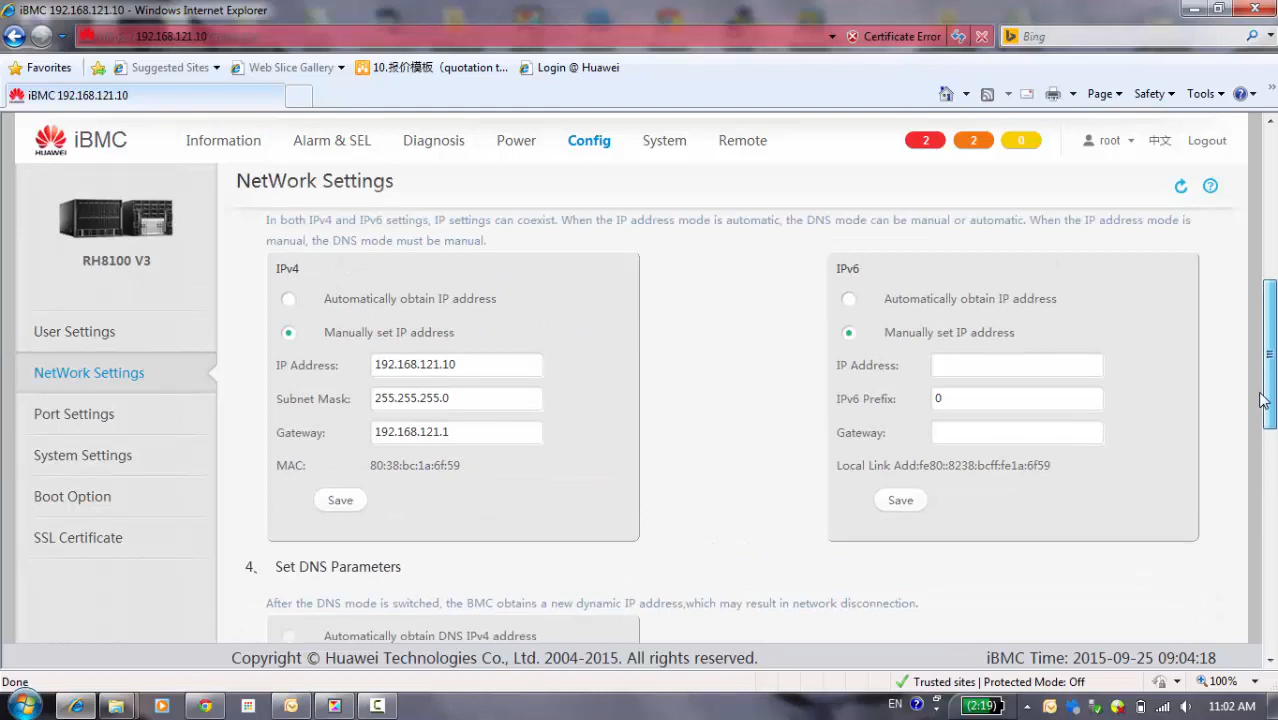 iBMC 192.168.121.10 - Windows Internet Explorer
192.168.121.10
Certificate Error
Bing
Favorites
Suggested Sites
Web Slice Gallery
10.报价模板（quotation t...
Login @ Huawei
iBMC 192.168.121.10
Page
Safety
Tools
HUAWEI
iBMC
Information
Alarm & SEL
Diagnosis
Power
Config
System
Remote
2
2
0
root
中文
Logout
NetWork Settings
RH8100 V3
User Settings
NetWork Settings
Port Settings
System Settings
Boot Option
SSL Certificate
In both IPv4 and IPv6 settings, IP settings can coexist. When the IP address mode is automatic, the DNS mode can be manual or automatic. When the IP address mode is
manual, the DNS mode must be manual.
IPv4
Automatically obtain IP address
Manually set IP address
IP Address: 192.168.121.10
Subnet Mask: 255.255.255.0
Gateway: 192.168.121.1
MAC: 80:38:bc:1a:6f:59
Save
IPv6
Automatically obtain IP address
Manually set IP address
IP Address:
IPv6 Prefix: 0
Gateway:
Local Link Add:fe80::8238:bcff:fe1a:6f59
Save
4、 Set DNS Parameters
After the DNS mode is switched, the BMC obtains a new dynamic IP address,which may result in network disconnection.
Automatically obtain DNS IPv4 address
Copyright © Huawei Technologies Co., Ltd. 2004-2015. All rights reserved.
iBMC Time: 2015-09-25 09:04:18
Done
Trusted sites | Protected Mode: Off
100%
EN
(2:19)
11:02 AM